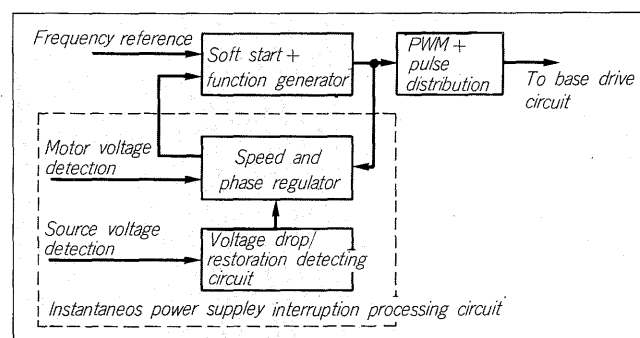 Frequency reference
Soft start+
function generator
PWM+
pulse
distribution
To base drive
circuit
Motor voltage
detection
Speed and
phase regulator
Source voltage
detection
Voltage drop/
restoration detecting
circuit
Instantaneos power suppley interruption processing circuit